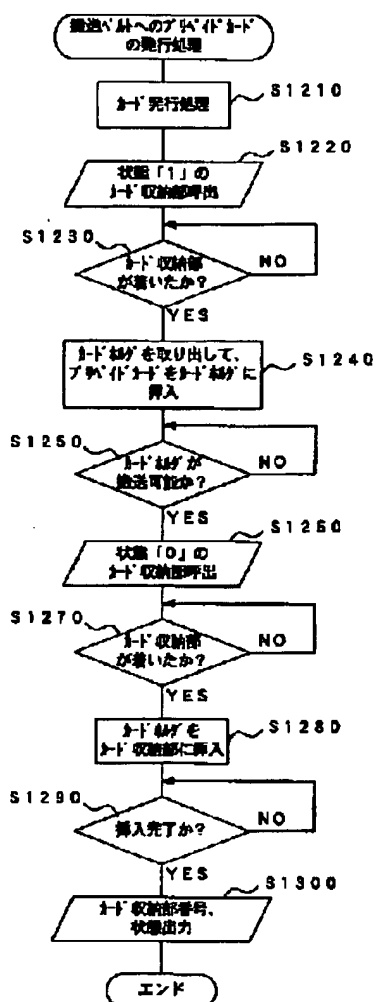 搬送ベルトへのプリペイドカード
の発行処理
S1210
カード発行処理
S1220
状態「1」の
カード収納部呼出
S1230
カード収納部
が着いたか?
NO
YES
カードホルダを取り出して、
プリペイドカードをカードホルダに
挿入
S1240
S1250
カードホルダが
搬送可能か?
NO
YES
S1260
状態「0」の
カード収納部呼出
S1270
カード収納部
が着いたか?
NO
YES
S1280
カードホルダを
カード収納部に挿入
S1290
挿入完了か?
NO
YES
S1300
カード収納部番号、
状態出力
エンド